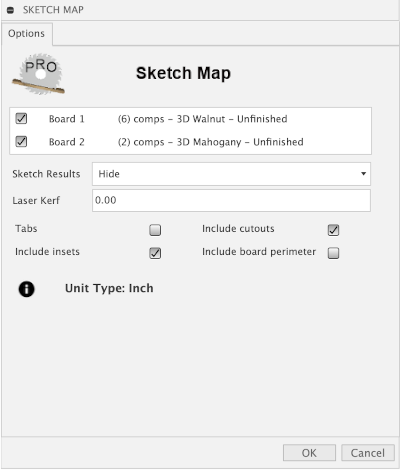 SKETCH MAP
Options
PRO
Sketch Map
Board 1 (6) comps - 3D Walnut - Unfinished
Board 2 (2) comps - 3D Mahogany - Unfinished
Sketch Results Hide
Laser Kerf 0.00
Tabs Include cutouts
Include insets Include board perimeter
i Unit Type: Inch
OK Cancel